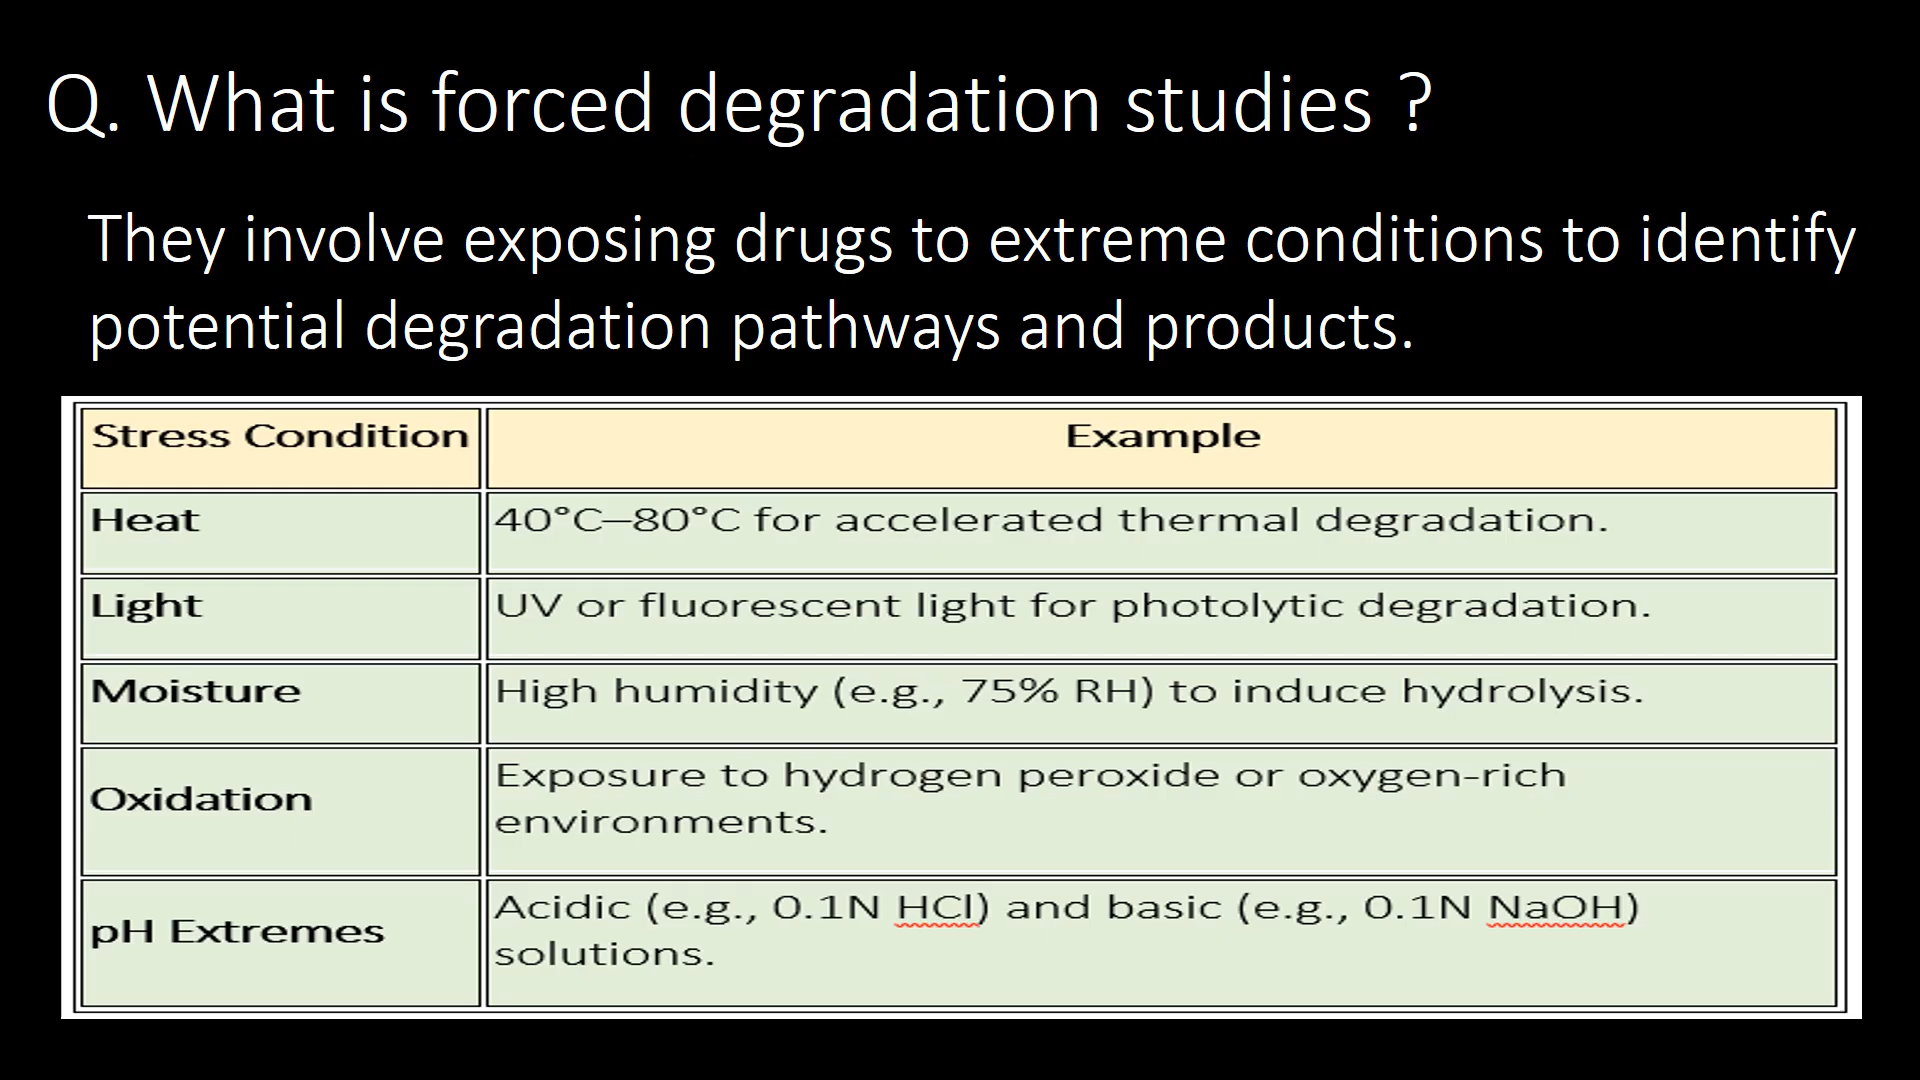 Q. What is forced degradation studies ?
They involve exposing drugs to extreme conditions to identify
potential degradation pathways and products.
Stress Condition
Example
Heat
40°C–80°C for accelerated thermal degradation.
Light
UV or fluorescent light for photolytic degradation.
Moisture
High humidity (e.g., 75% RH) to induce hydrolysis.
Oxidation
Exposure to hydrogen peroxide or oxygen-rich
environments.
pH Extremes
Acidic (e.g., 0.1N HCl) and basic (e.g., 0.1N NaOH)
solutions.